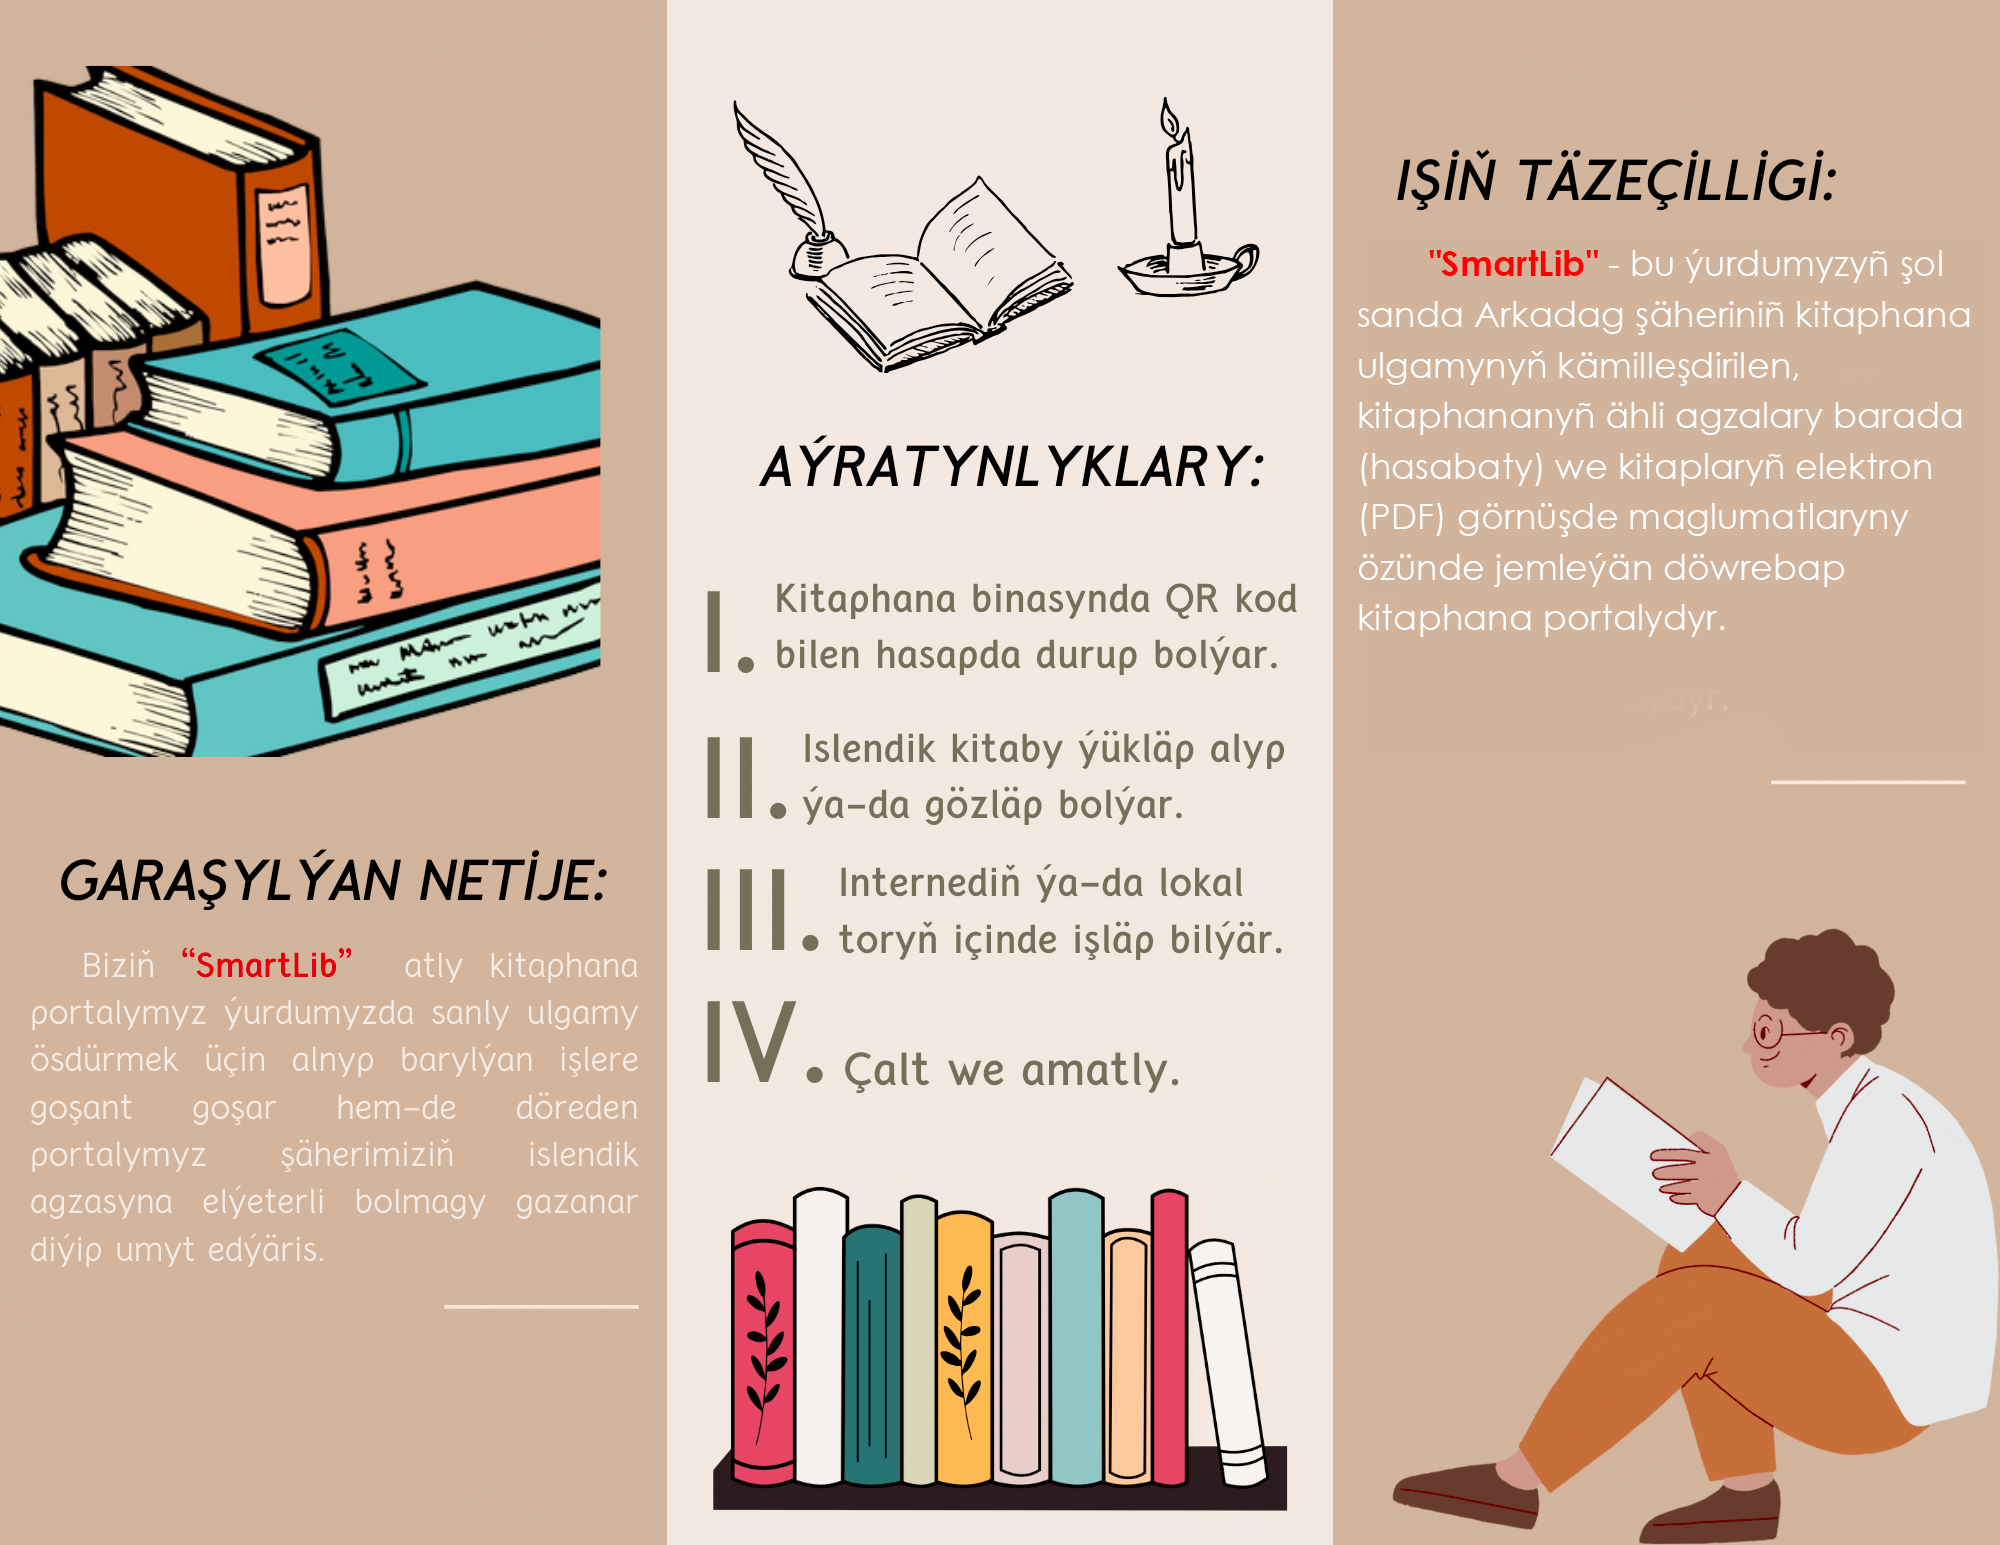 GARAŞYLÝAN NETİJE:
Biziň “SmartLib” atly kitaphana
portalymyz ýurdumyzda sanly ulgamy
ösdürmek üçin alnyp barylýan işlere
goşant goşar hem-de döreden
portalymyz şäherimiziň islendik
agzasyna elýeterli bolmagy gazanar
diýip umyt edýäris.
AÝRATYNLYKLARY:
I. Kitaphana binasynda QR kod
bilen hasapda durup bolýar.
II. Islendik kitaby ýükläp alyp
ýa-da gözläp bolýar.
III. Internediň ýa-da lokal
toryň içinde işläp bilýär.
IV. Çalt we amatly.
IŞİŇ TÄZEÇİLLİGİ:
"SmartLib" - bu ýurdumyzyñ şol
sanda Arkadag şäheriniñ kitaphana
ulgamynyň kämilleşdirilen,
kitaphananyñ ähli agzalary barada
(hasabaty) we kitaplaryñ elektron
(PDF) görnüşde maglumatlaryny
özünde jemleýän döwrebap
kitaphana portalydyr.